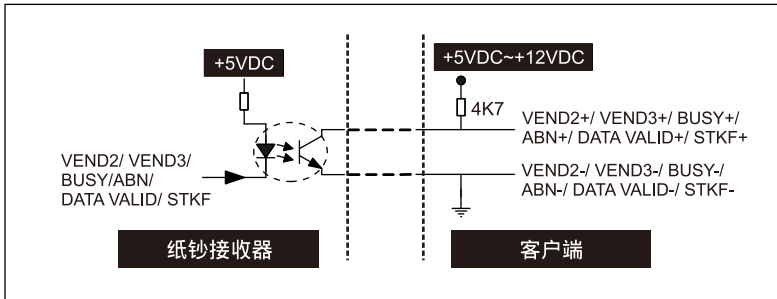 +5VDC
+5VDC~+12VDC
4K7
VEND2+/ VEND3+/ BUSY+/
ABN+/ DATA VALID+/ STKF+
VEND2/ VEND3/
BUSY/ABN/
DATA VALID/ STKF
VEND2-/ VEND3-/ BUSY-/
ABN-/ DATA VALID-/ STKF-
纸钞接收器
客户端